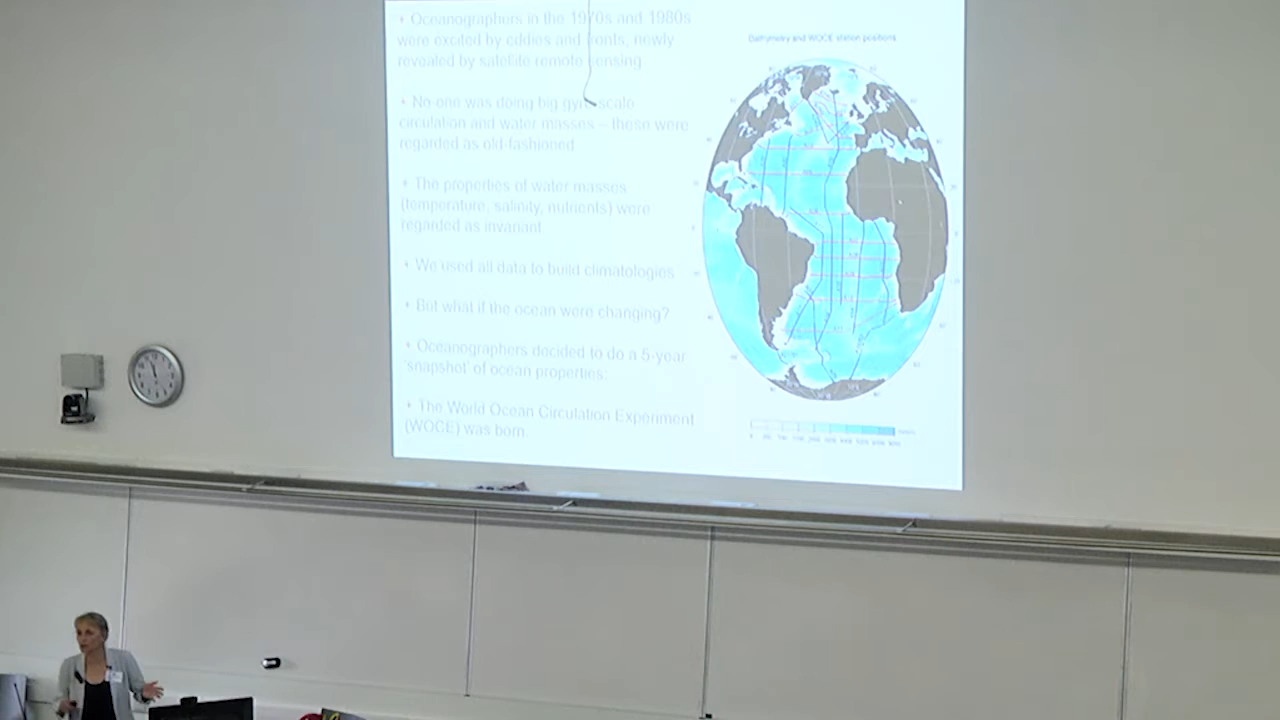 • Oceanographers in the 1970s and 1980s
were excited by eddies and fronts, newly
revealed by satellite remote sensing
• No-one was doing big gyre-scale
circulation and water masses – these were
regarded as old-fashioned
• The properties of water masses
(temperature, salinity, nutrients) were
regarded as invariant
• We used all data to build climatologies
• But what if the ocean were changing?
• Oceanographers decided to do a 5-year
'snapshot' of ocean properties:
• The World Ocean Circulation Experiment
(WOCE) was born
Bathymetry and WOCE station positions